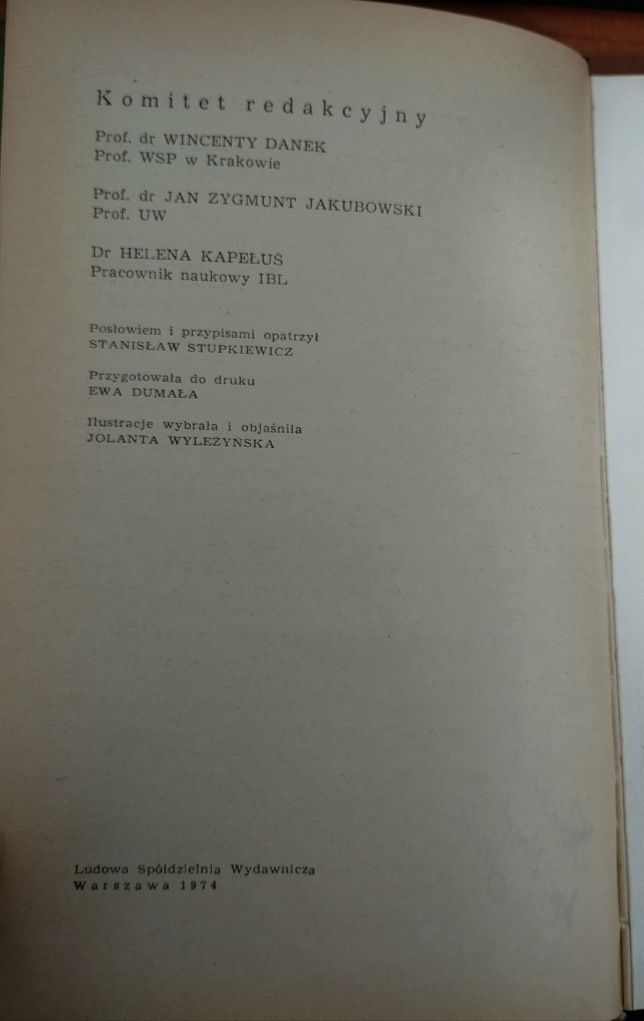 Komitet redakcyjny
Prof. dr WINCENTY DANEK
Prof. WSP w Krakowie
Prof. dr JAN ZYGMUNT JAKUBOWSKI
Prof. UW
Dr HELENA KAPEŁUŚ
Pracownik naukowy IBL
Posłowiem i przypisami opatrzył
STANISŁAW STUPKIEWICZ
Przygotowała do druku
EWA DUMAŁA
Ilustracje wybrała i objaśniła
JOLANTA WYLEŻYŃSKA
Ludowa Spółdzielnia Wydawnicza
Warszawa 1974